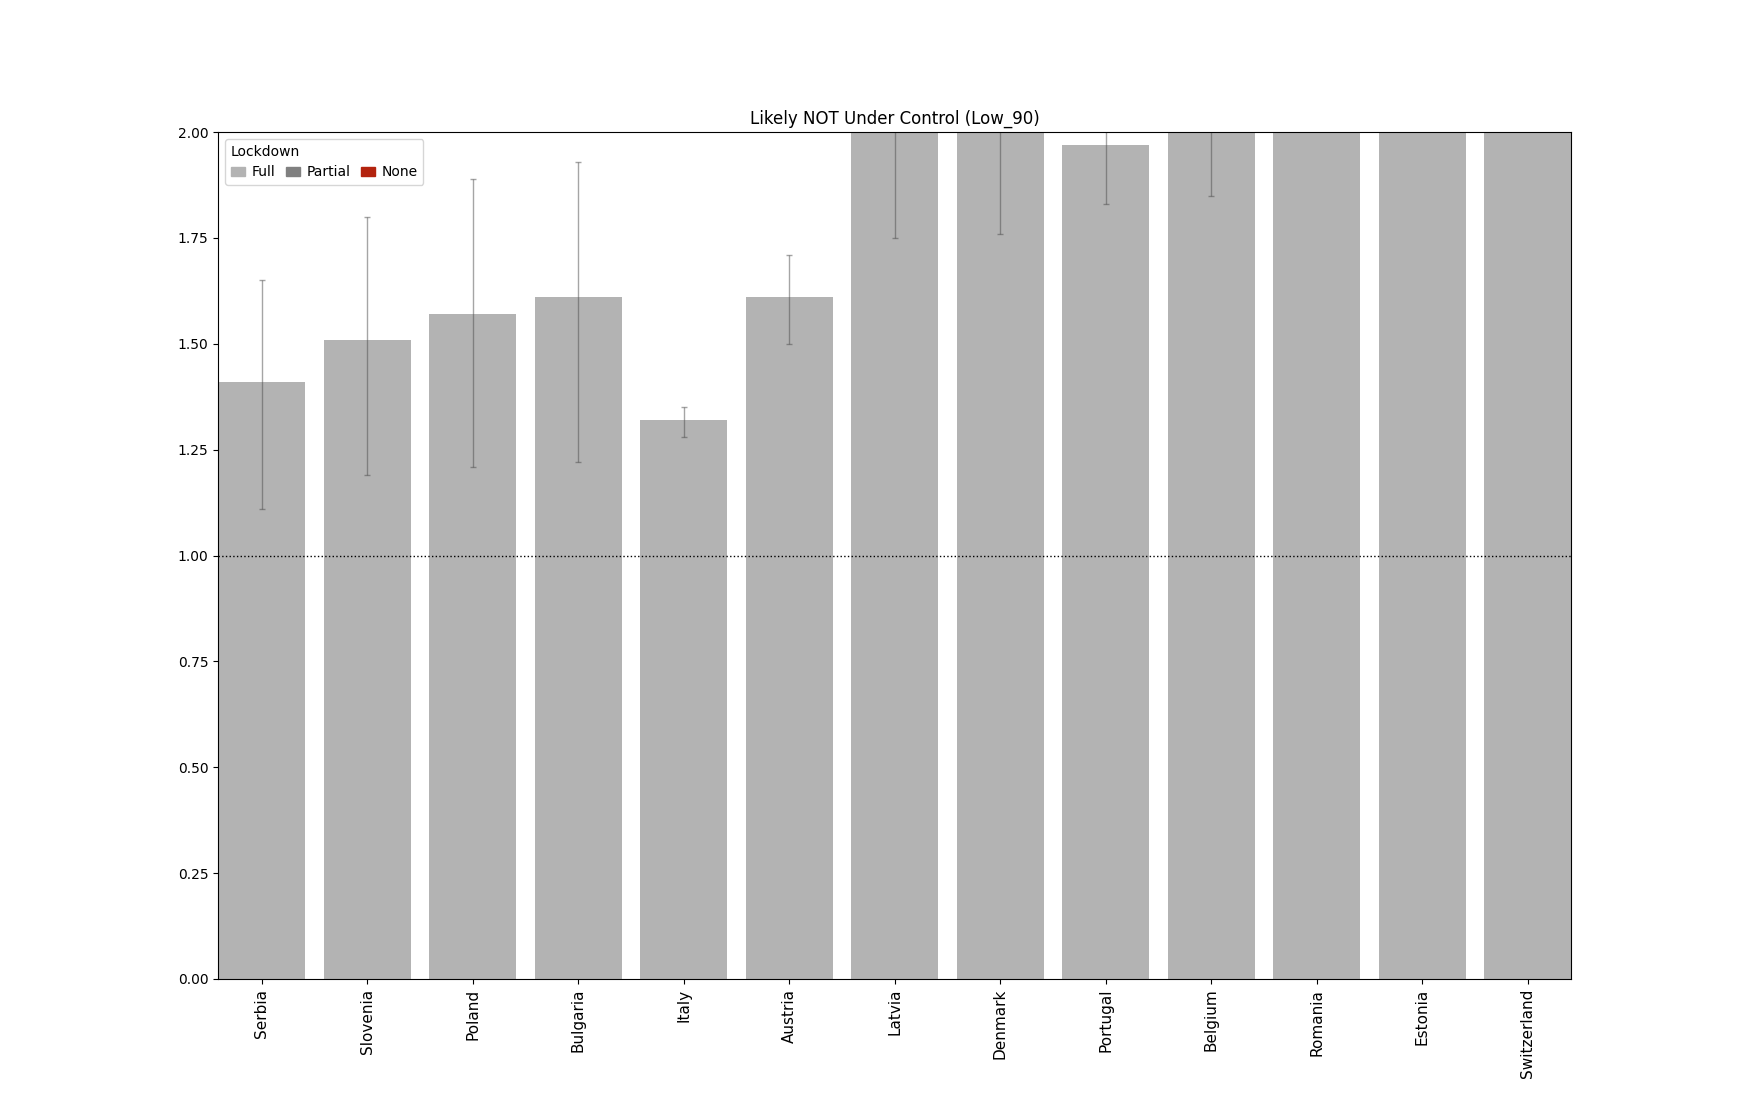 Likely NOT Under Control (Low_90)
Lockdown
Full Partial None
2.00
1.75
1.50
1.25
1.00
0.75
0.50
0.25
0.00
Serbia
Slovenia
Poland
Bulgaria
Italy
Austria
Latvia
Denmark
Portugal
Belgium
Romania
Estonia
Switzerland